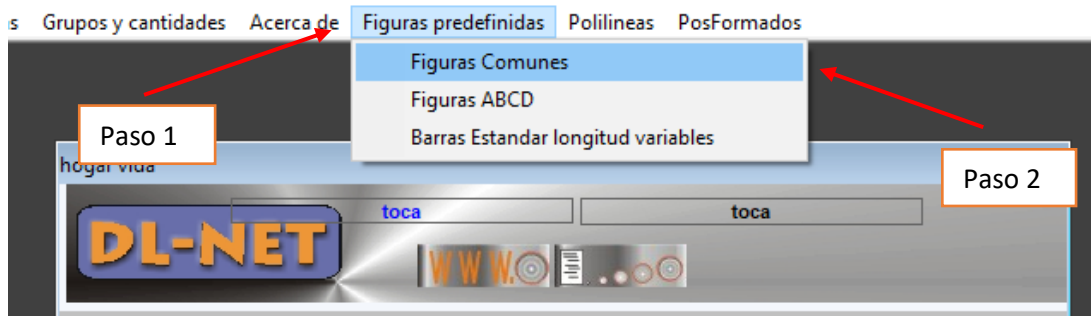 s Grupos y cantidades Acerca de Figuras predefinidas Polilineas PosFormados
Figuras Comunes
Figuras ABCD
Barras Estandar longitud variables
Paso 1
Paso 2
hogar vida
toca toca
DL-NET
WWW.